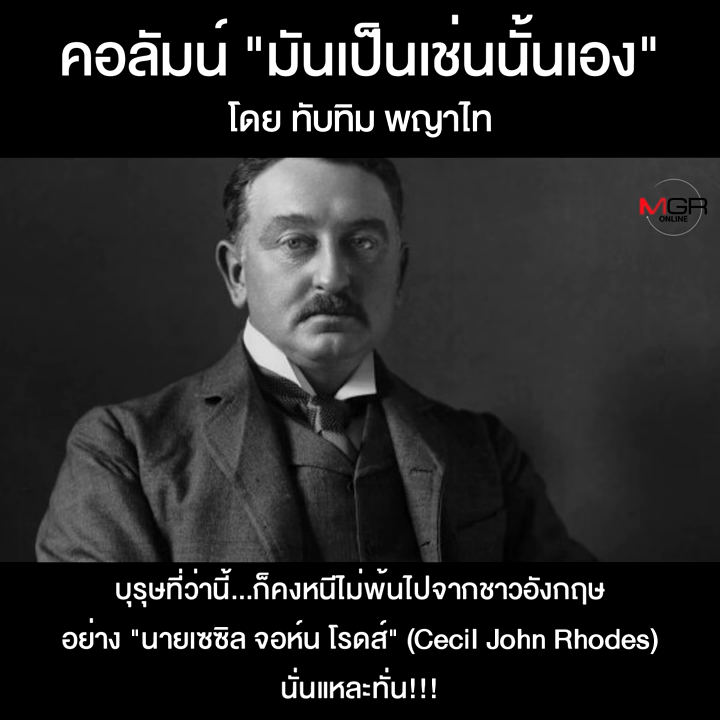 คอลัมน์ "มันเป็นเช่นนั้นเอง"
โดย ทับทิม พญาไท
MGR
ONLINE
บุรุษที่ว่านี้...ก็คงหนีไม่พ้นไปจากชาวอังกฤษ
อย่าง "นายเซซิล จอห์น โรดส์" (Cecil John Rhodes)
นั่นแหละทั่น!!!